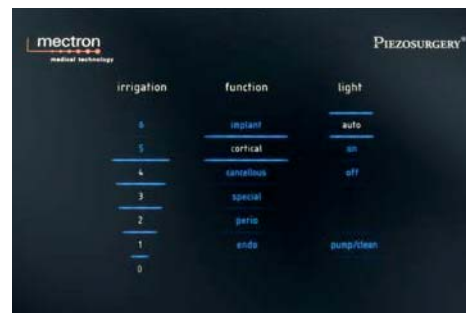 mectron
medical technology
PIEZOSURGERY®
irrigation function light
6 implant auto
5 cortical on
4 cancellous off
3 special
2 perio
1 endo pump/clean
0